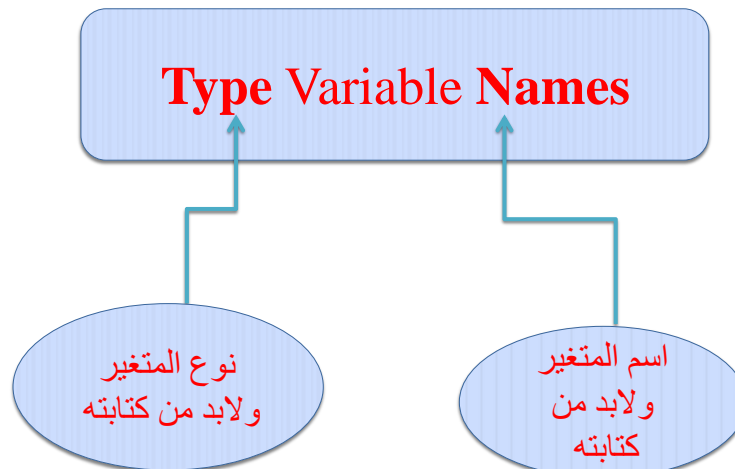 Type Variable Names
نوع المتغير
ولابد من كتابته
اسم المتغير
ولابد من
كتابته